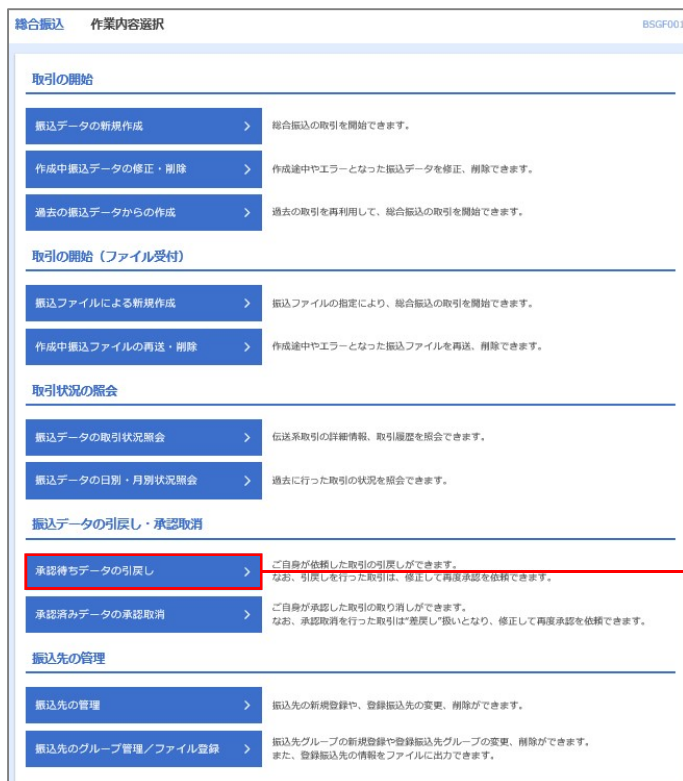 総合振込 作業内容選択 BSGF001
取引の開始
振込データの新規作成 総合振込の取引を開始できます。
作成中振込データの修正・削除 作成途中やエラーとなった振込データを修正、削除できます。
過去の振込データからの作成 過去の取引を再利用して、総合振込の取引を開始できます。
取引の開始（ファイル受付）
振込ファイルによる新規作成 振込ファイルの指定により、総合振込の取引を開始できます。
作成中振込ファイルの再送・削除 作成途中やエラーとなった振込ファイルを再送、削除できます。
取引状況の照会
振込データの取引状況照会 伝送系取引の詳細情報、取引履歴を照会できます。
振込データの日別・月別状況照会 過去に行った取引の状況を照会できます。
振込データの引戻し・承認取消
承認待ちデータの引戻し ご自身が依頼した取引の引戻しができます。
なお、引戻しを行った取引は、修正して再度承認を依頼できます。
承認済みデータの承認取消 ご自身が承認した取引の取り消しができます。
なお、承認取消を行った取引は"差戻し"扱いとなり、修正して再度承認を依頼できます。
振込先の管理
振込先の管理 振込先の新規登録や、登録振込先の変更、削除ができます。
振込先のグループ管理／ファイル登録 振込先グループの新規登録や登録振込先グループの変更、削除ができます。
また、登録振込先の情報をファイルに出力できます。